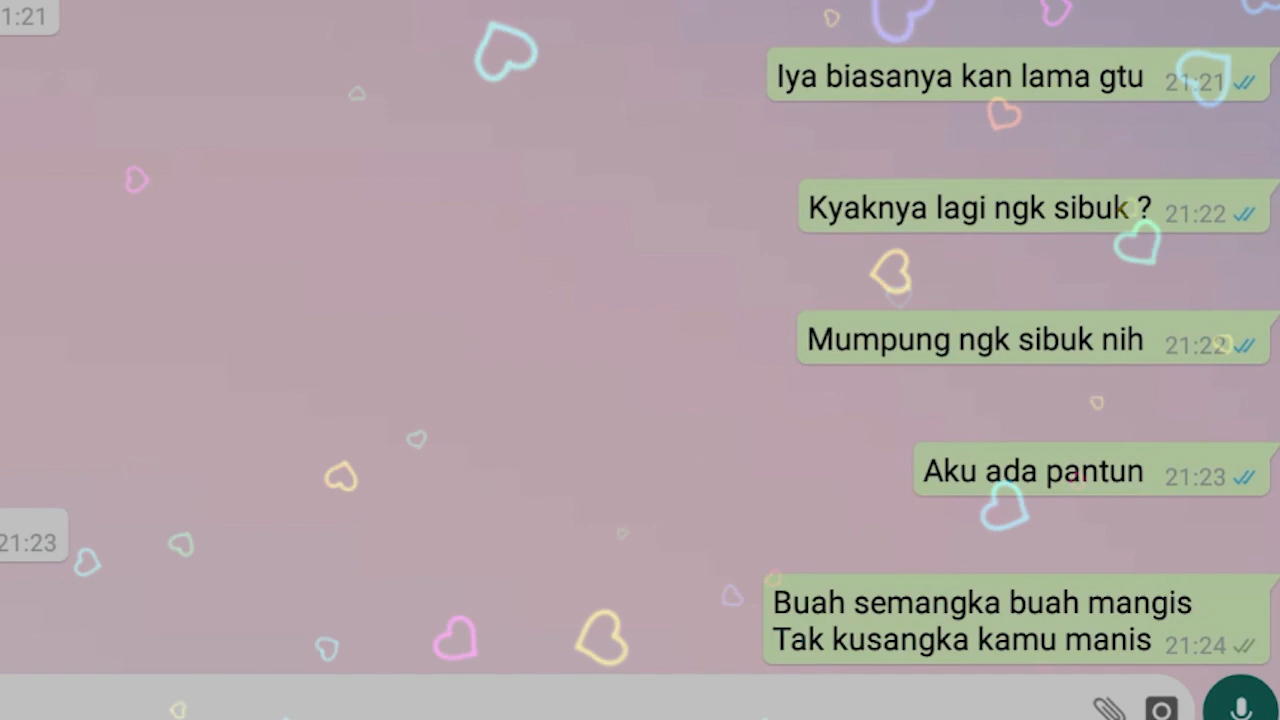 1:21
Iya biasanya kan lama gtu 21:21
Kyaknya lagi ngk sibuk ? 21:22
Mumpung ngk sibuk nih 21:22
Aku ada pantun 21:23
21:23
Buah semangka buah mangis
Tak kusangka kamu manis 21:24